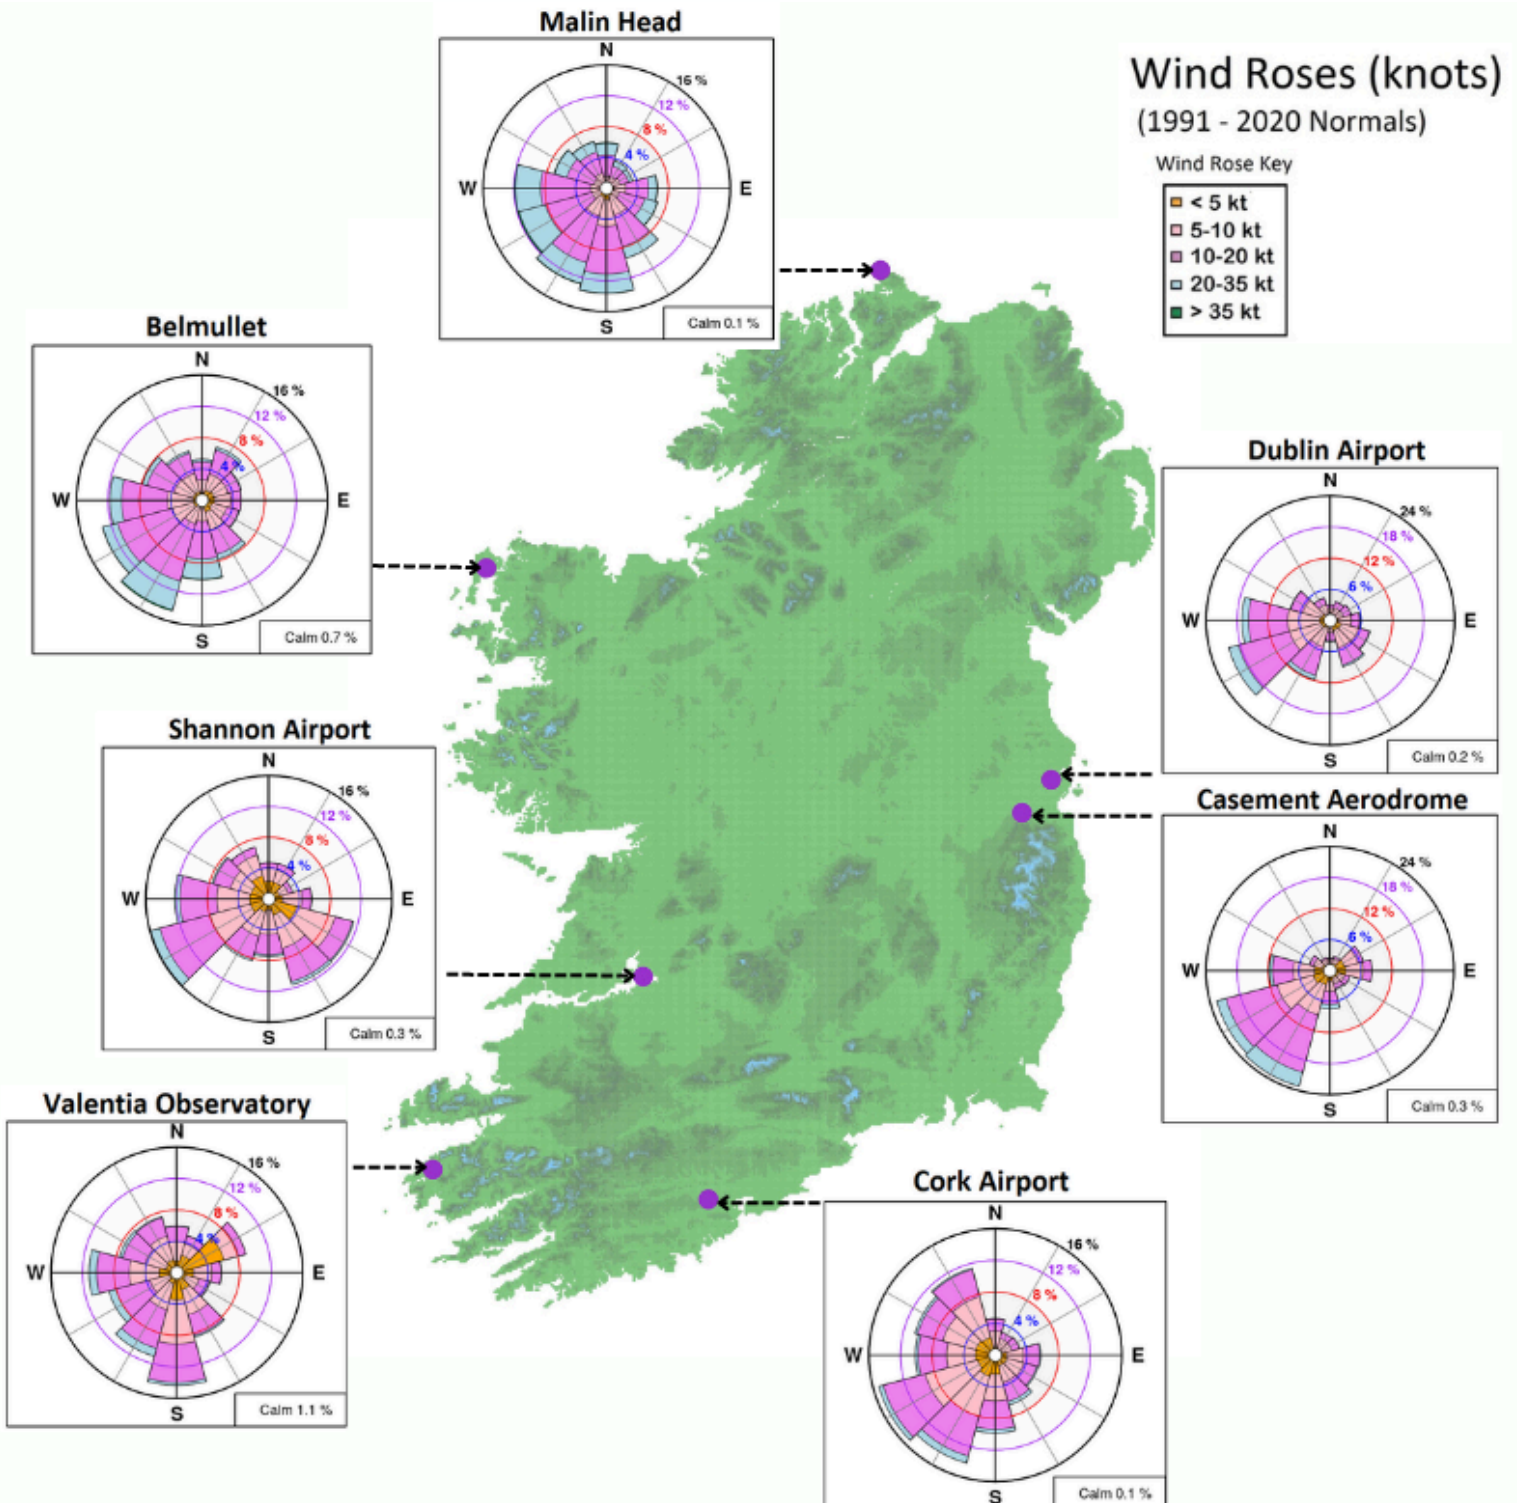 Malin Head
N
16 %
12 %
8 %
4 %
W
E
S
Calm 0.1 %
Wind Roses (knots)
(1991 - 2020 Normals)
Wind Rose Key
< 5 kt
5-10 kt
10-20 kt
20-35 kt
> 35 kt
Belmullet
N
16 %
12 %
8 %
4 %
W
E
S
Calm 0.7 %
Dublin Airport
N
24 %
18 %
12 %
6 %
W
E
S
Calm 0.2 %
Shannon Airport
N
16 %
12 %
8 %
4 %
W
E
S
Calm 0.3 %
Casement Aerodrome
N
24 %
18 %
12 %
6 %
W
E
S
Calm 0.3 %
Valentia Observatory
N
16 %
12 %
8 %
4 %
W
E
S
Calm 1.1 %
Cork Airport
N
16 %
12 %
8 %
4 %
W
E
S
Calm 0.1 %